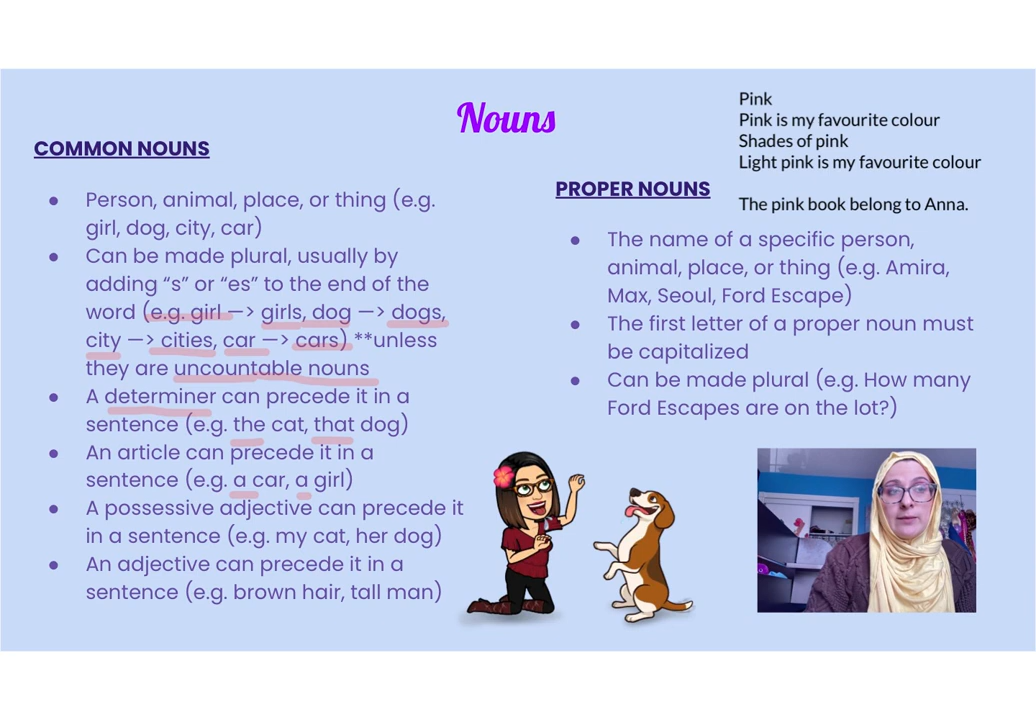 Nouns
COMMON NOUNS
● Person, animal, place, or thing (e.g.
girl, dog, city, car)
● Can be made plural, usually by
adding “s” or “es” to the end of the
word (e.g. girl —> girls, dog —> dogs,
city —> cities, car —> cars) **unless
they are uncountable nouns
● A determiner can precede it in a
sentence (e.g. the cat, that dog)
● An article can precede it in a
sentence (e.g. a car, a girl)
● A possessive adjective can precede it
in a sentence (e.g. my cat, her dog)
● An adjective can precede it in a
sentence (e.g. brown hair, tall man)
Pink
Pink is my favourite colour
Shades of pink
Light pink is my favourite colour
The pink book belong to Anna.
PROPER NOUNS
● The name of a specific person,
animal, place, or thing (e.g. Amira,
Max, Seoul, Ford Escape)
● The first letter of a proper noun must
be capitalized
● Can be made plural (e.g. How many
Ford Escapes are on the lot?)